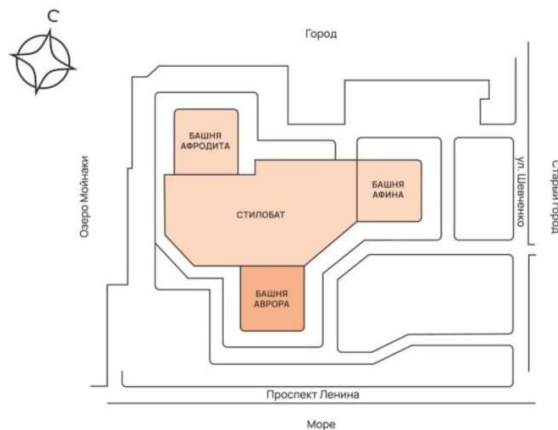 С
Город
БАШНЯ
АФРОДИТА
Озеро Мойнаки
СТИЛОБАТ
БАШНЯ
АФИНА
ул. Шевченко
Старый город
БАШНЯ
АВРОРА
Проспект Ленина
Море